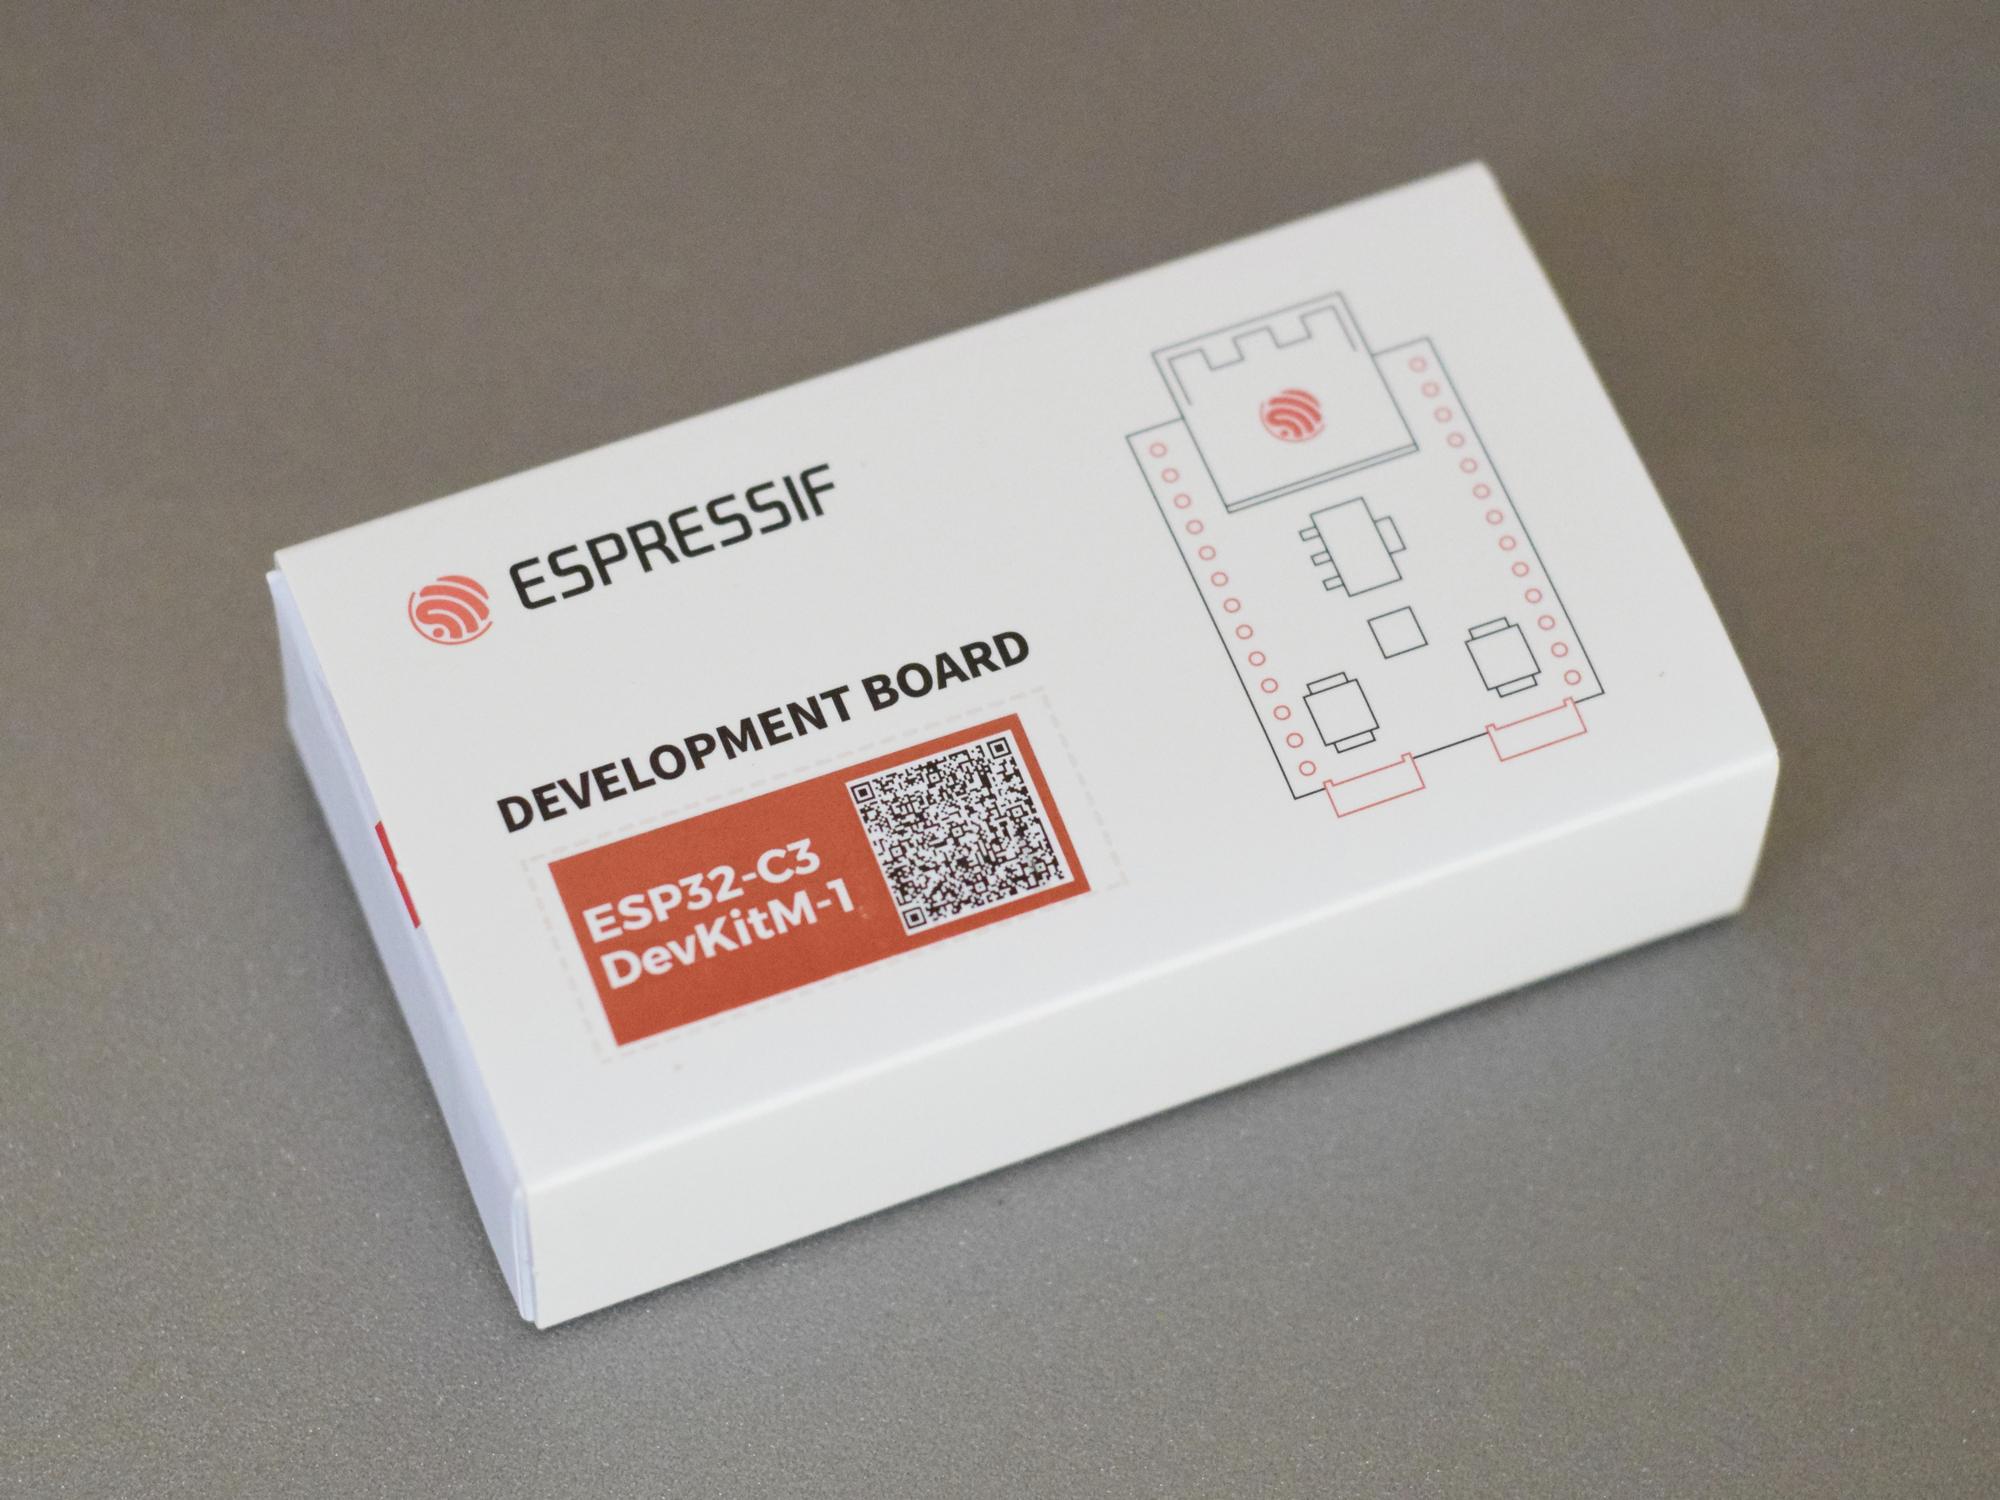 ESPRESSIF
DEVELOPMENT BOARD
ESP32-C3
DevKitM-1